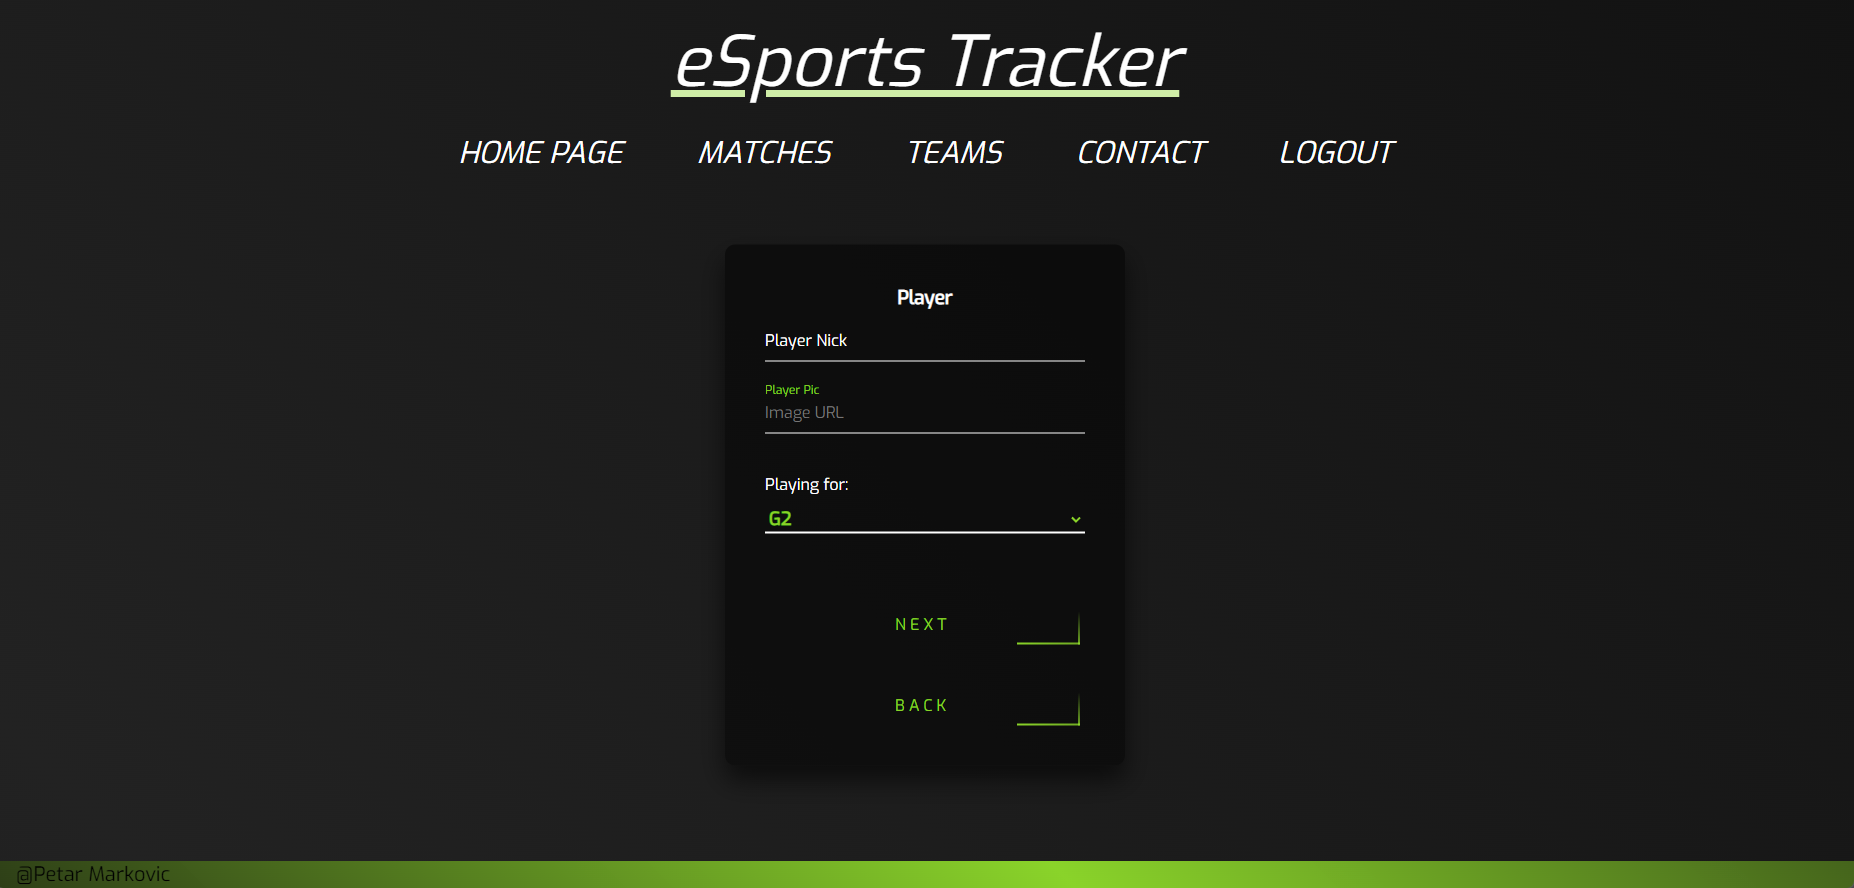 eSports Tracker
HOME PAGE MATCHES TEAMS CONTACT LOGOUT
Player
Player Nick
Player Pic
Image URL
Playing for:
G2
NEXT
BACK
@Petar Markovic